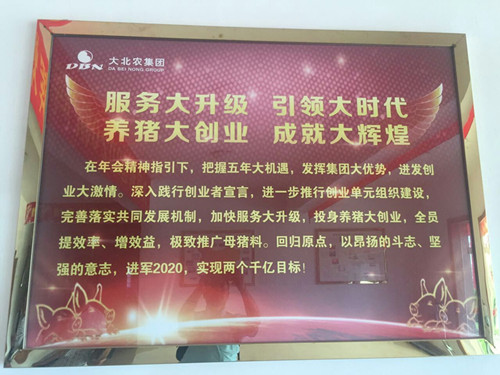 DBN 大北农集团
DA BEI NONG GROUP
服务大升级 引领大时代
养猪大创业 成就大辉煌
在年会精神指引下，把握五年大机遇，发挥集团大优势，迸发创
业大激情。深入践行创业者宣言，进一步推行创业单元组织建设，
完善落实共同发展机制，加快服务大升级，投身养猪大创业，全员
提效率、增效益，极致推广母猪料。回归原点，以昂扬的斗志、坚
强的意志，进军2020，实现两个千亿目标！